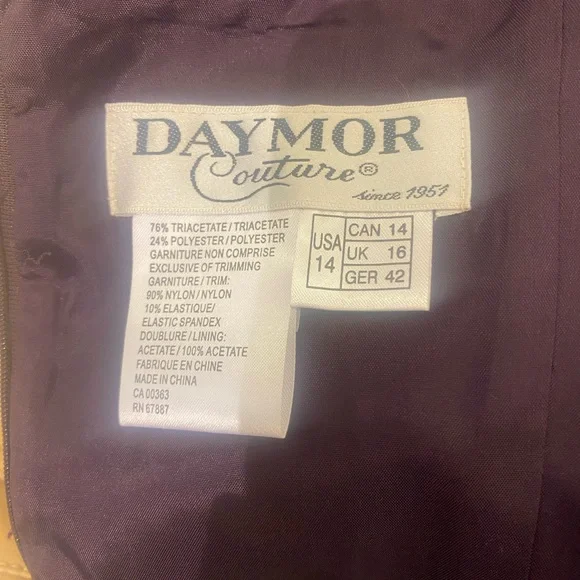 DAYMOR
Couture®
since 1951
76% TRIACETATE / TRIACETATE
24% POLYESTER / POLYESTER
GARNITURE NON COMPRISE
EXCLUSIVE OF TRIMMING
GARNITURE / TRIM:
90% NYLON / NYLON
10% ELASTIQUE/
ELASTIC SPANDEX
DOUBLURE / LINING:
ACETATE / 100% ACETATE
FABRIQUE EN CHINE
MADE IN CHINA
CA 00363
RN 67887
USA
14
CAN 14
UK 16
GER 42